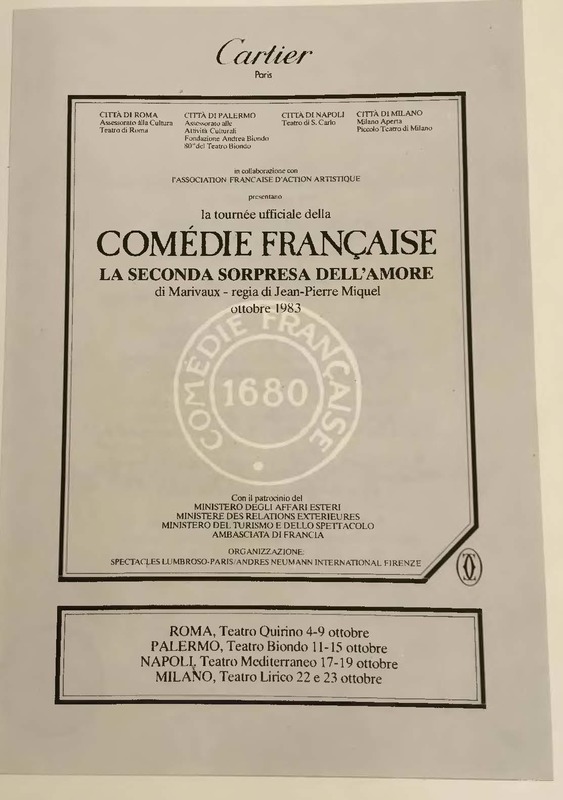 Cartier
Paris
CITTÀ DI ROMA
Assessorato alla Cultura
Teatro di Roma
CITTÀ DI PALERMO
Assessorato alle
Attività Culturali
Fondazione Andrea Biondo
80° del Teatro Biondo
CITTÀ DI NAPOLI
Teatro di S. Carlo
CITTÀ DI MILANO
Milano Aperta
Piccolo Teatro di Milano
in collaborazione con
l'ASSOCIATION FRANCAISE D'ACTION ARTISTIQUE
presentano
la tournée ufficiale della
COMÉDIE FRANÇAISE
LA SECONDA SORPRESA DELL'AMORE
di Marivaux - regia di Jean-Pierre Miquel
ottobre 1983
COMÉDIE FRANÇAISE
1680
Con il patrocinio del
MINISTERO DEGLI AFFARI ESTERI
MINISTERE DES RELATIONS EXTERIEURES
MINISTERO DEL TURISMO E DELLO SPETTACOLO
AMBASCIATA DI FRANCIA
ORGANIZZAZIONE:
SPECTACLES LUMBROSO-PARIS/ANDRES NEUMANN INTERNATIONAL FIRENZE
ROMA, Teatro Quirino 4-9 ottobre
PALERMO, Teatro Biondo 11-15 ottobre
NAPOLI, Teatro Mediterraneo 17-19 ottobre
MILANO, Teatro Lirico 22 e 23 ottobre